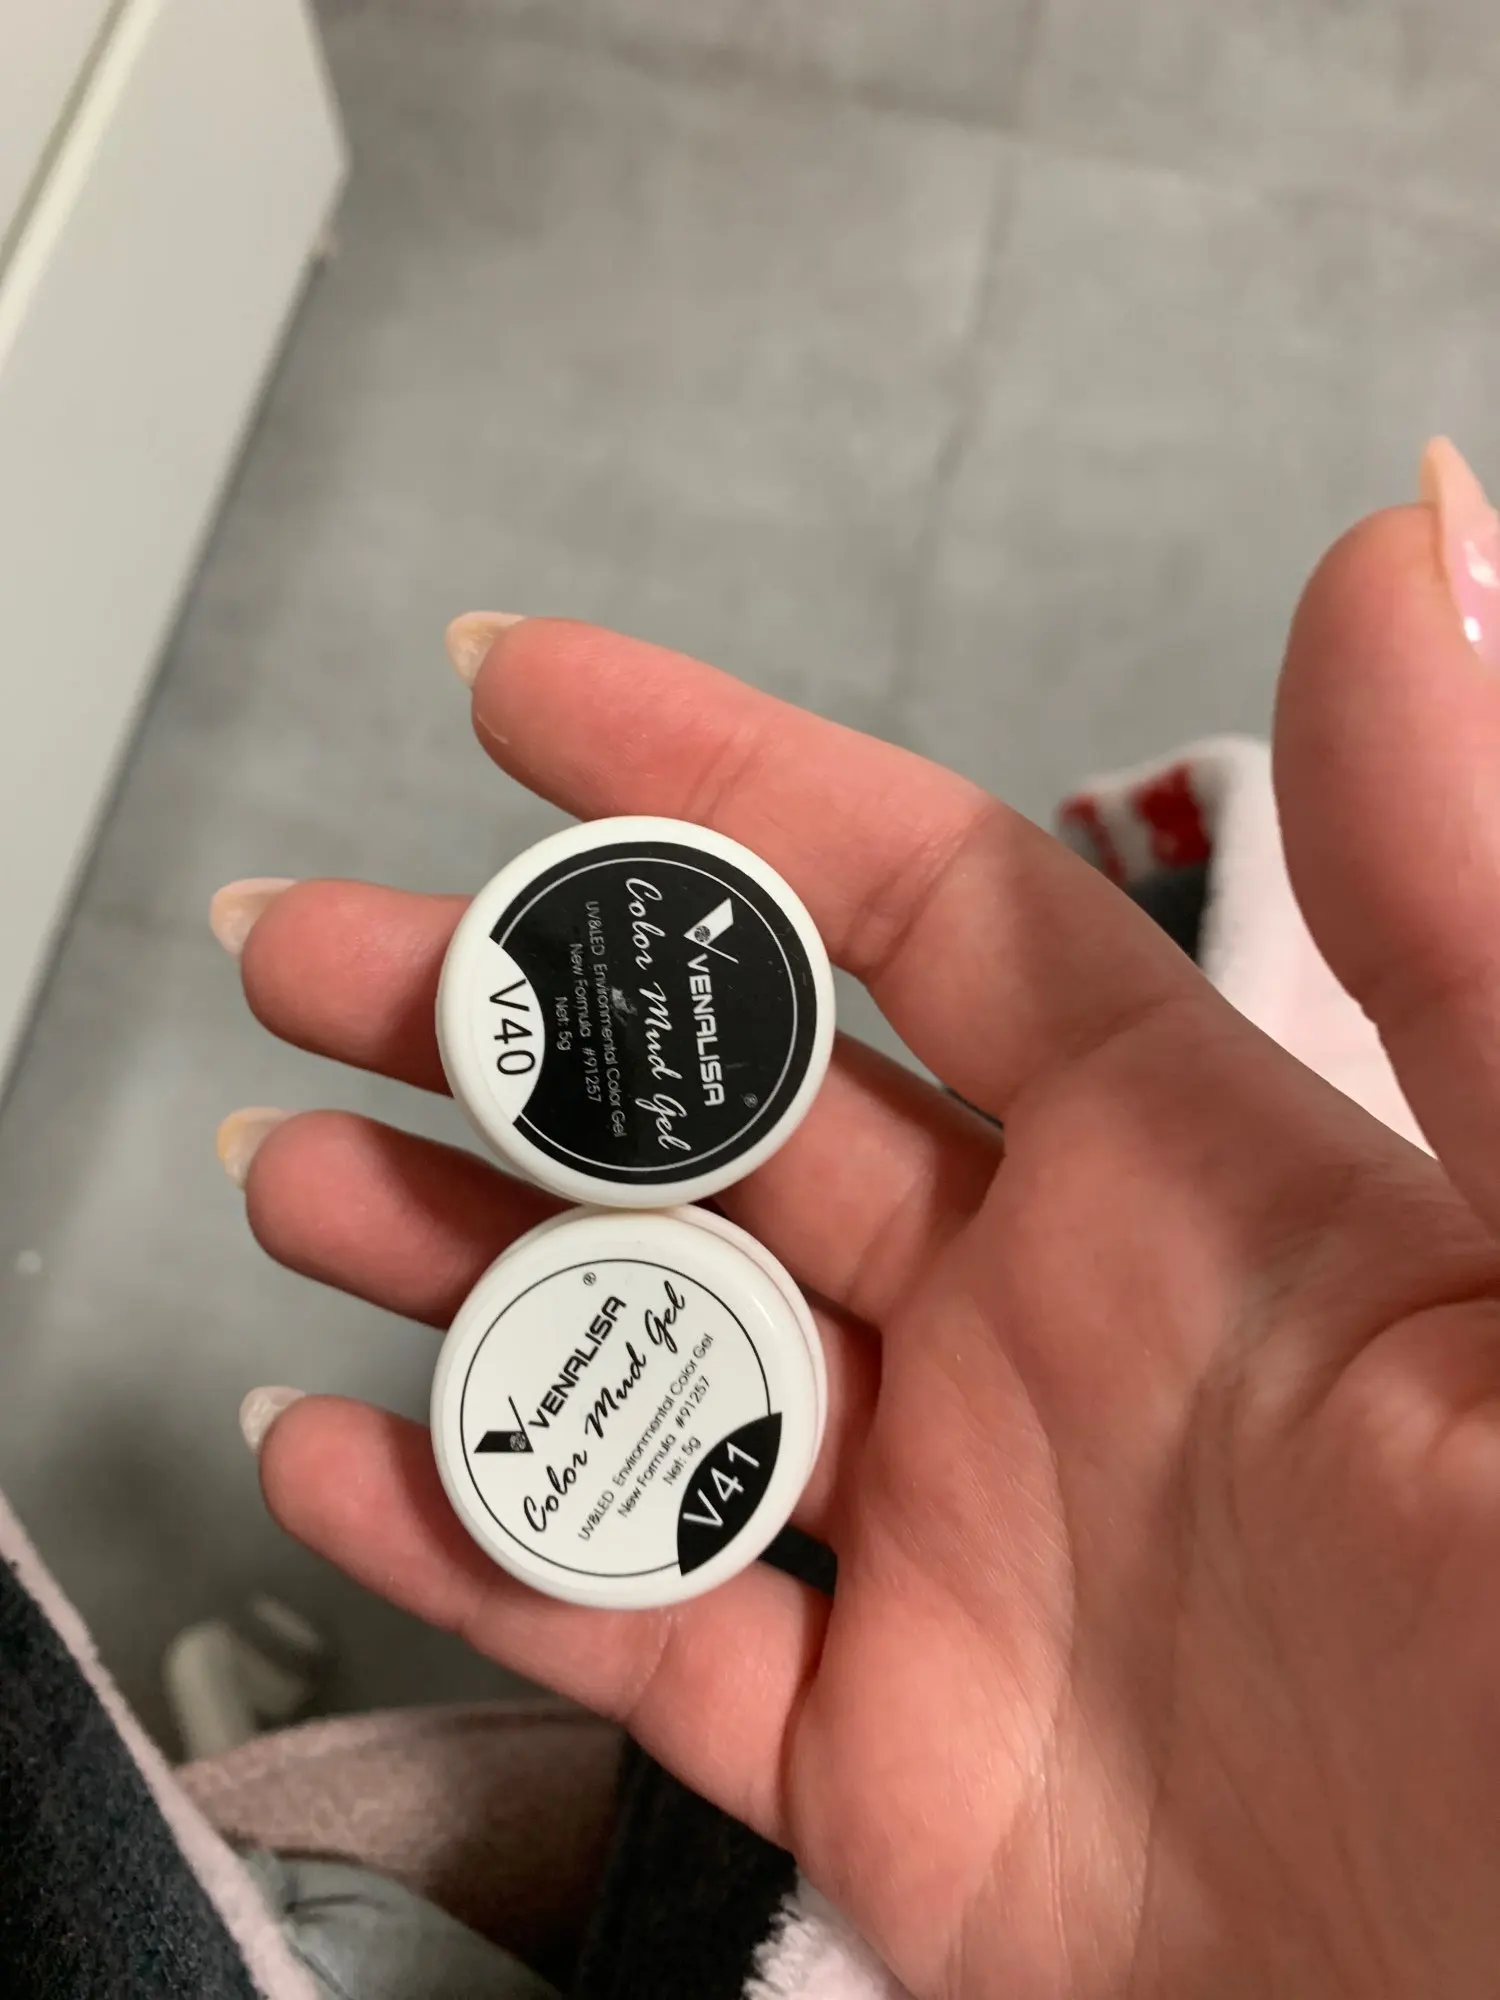 VENALISA ®
Color Mud Gel
UV&LED Environmental Color Gel
New Formula #91257
Net: 5g
V40
VENALISA ®
Color Mud Gel
UV&LED Environmental Color Gel
New Formula #91257
Net: 5g
V41